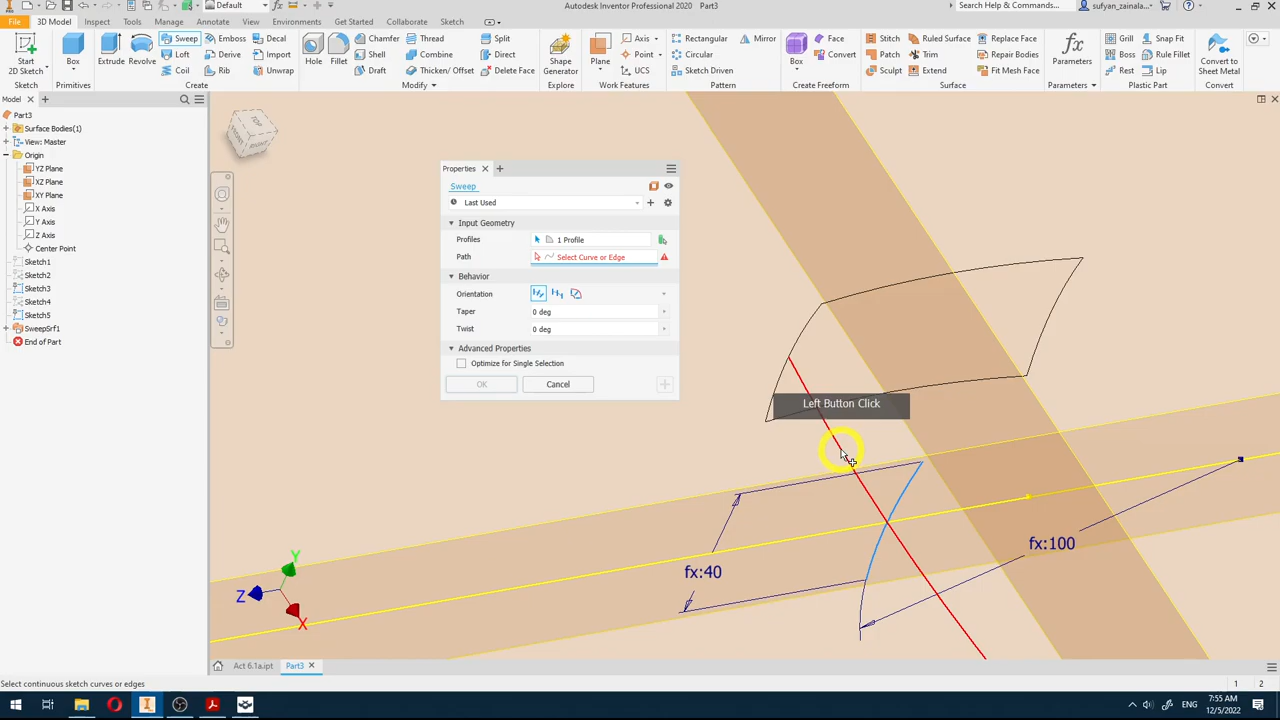 Default
Autodesk Inventor Professional 2020 Part3
Search Help & Commands...
sufyan_zainala...
File 3D Model Sketch Inspect Tools Manage Annotate View Environments Get Started Collaborate Sketch
Start
2D Sketch
Sketch
Box
Primitives
Extrude Revolve
Sweep Emboss Decal
Loft Derive Import
Coil Rib Unwrap
Create
Hole Fillet
Chamfer Thread Split
Shell Combine Direct
Draft Thicken/ Offset Delete Face
Modify
Shape
Generator
Explore
Plane
Axis
Point
UCS
Work Features
Rectangular Mirror
Circular
Sketch Driven
Pattern
Box
Face
Convert
Create Freeform
Stitch Ruled Surface Replace Face
Patch Trim Repair Bodies
Sculpt Extend Fit Mesh Face
Surface
Parameters
Parameters
Grill Snap Fit
Boss Rule Fillet
Rest Lip
Plastic Part
Convert to
Sheet Metal
Convert
Model
Part3
Surface Bodies(1)
View: Master
Origin
YZ Plane
XZ Plane
XY Plane
X Axis
Y Axis
Z Axis
Center Point
Sketch1
Sketch2
Sketch3
Sketch4
Sketch5
SweepSrf1
End of Part
TOP
FRONT
RIGHT
Properties
Sweep
Last Used
Input Geometry
Profiles 1 Profile
Path Select Curve or Edge
Behavior
Orientation
Taper 0 deg
Twist 0 deg
Advanced Properties
Optimize for Single Selection
OK Cancel
Left Button Click
fx:100
fx:40
Y
Z
X
Act 6.1a.ipt Part3
Select continuous sketch curves or edges
1 2
ENG
7:55 AM
12/5/2022